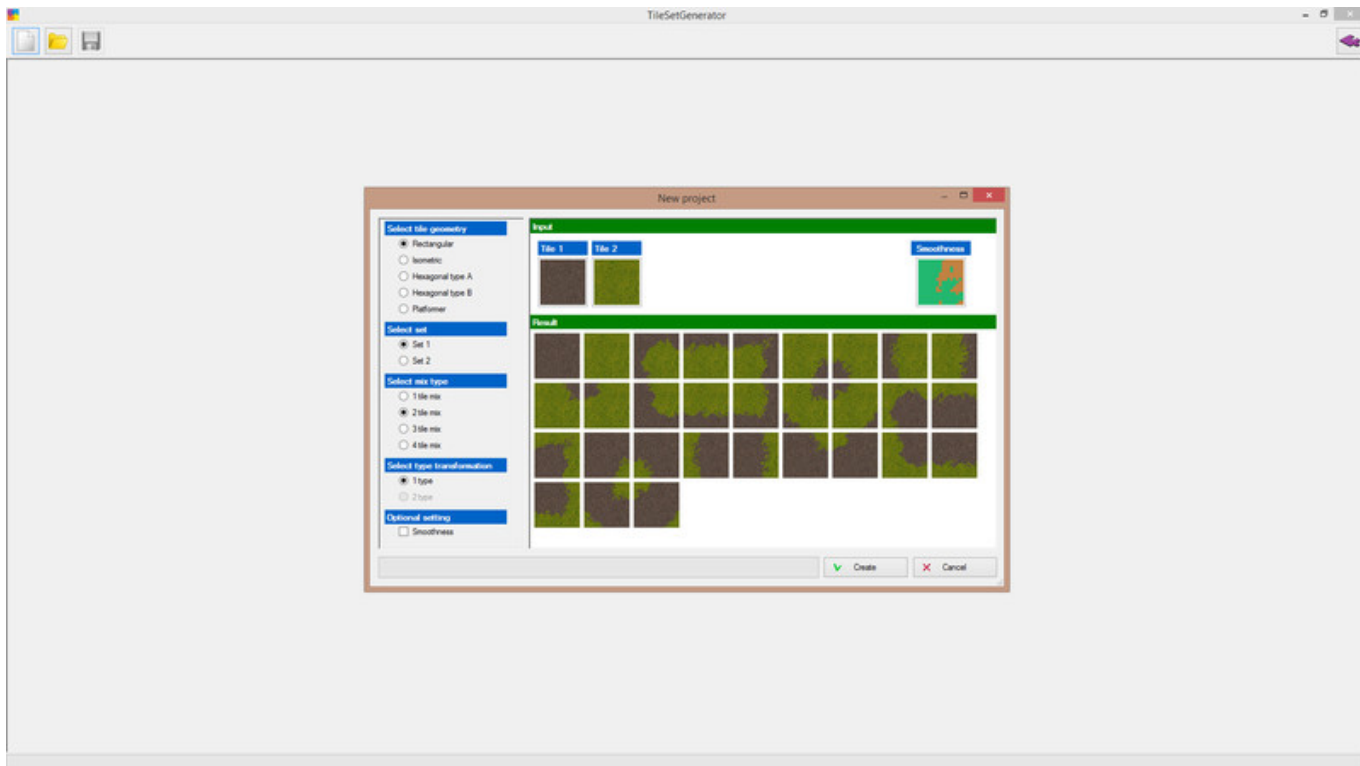 TileSetGenerator
New project
Select tile geometry
Rectangular
Isometric
Hexagonal type A
Hexagonal type B
Platformer
Select set
Set 1
Set 2
Select mix type
1 tile mix
2 tile mix
3 tile mix
4 tile mix
Select type transformation
1 type
2 type
Optional setting
Smoothness
Input
Tile 1
Tile 2
Smoothness
Result
Create
Cancel